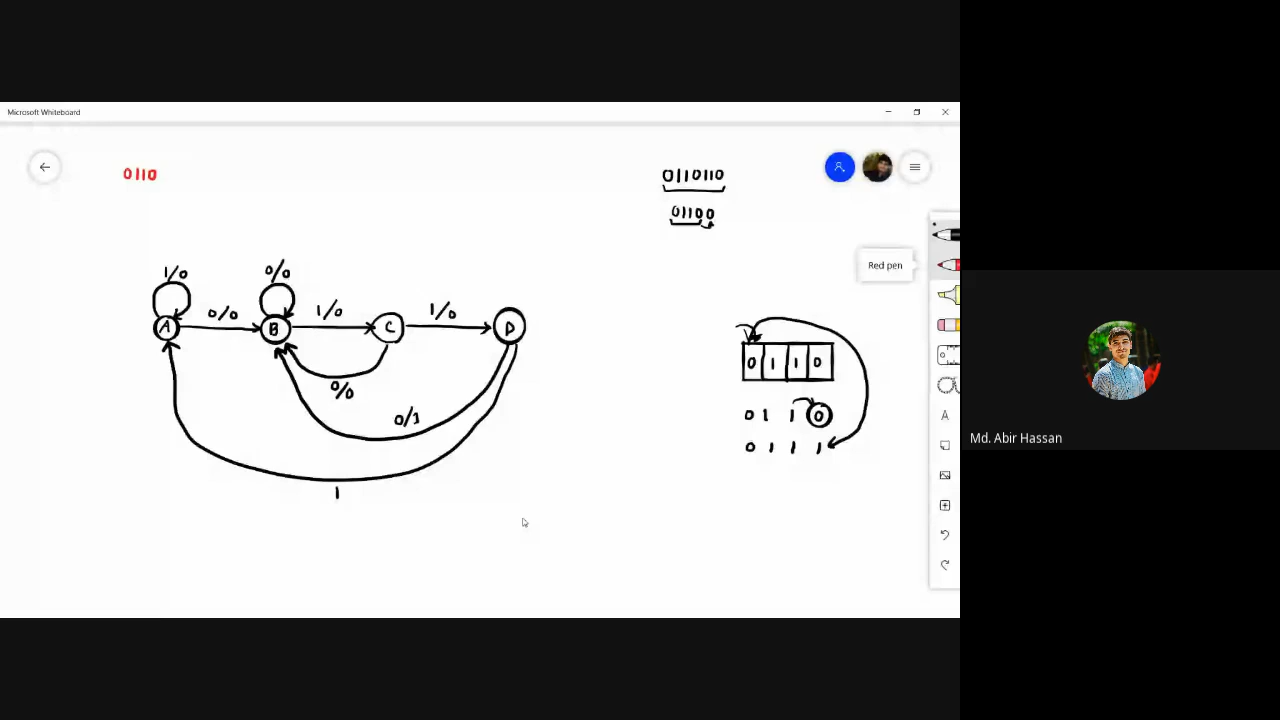 Microsoft Whiteboard
0110
0110110
01100
Red pen
1/0
0/0
0/0
1/0
1/0
A
B
C
D
0/0
0/1
1
0 1 1 0
0 1 1 0
0 1 1 1
A
Md. Abir Hassan